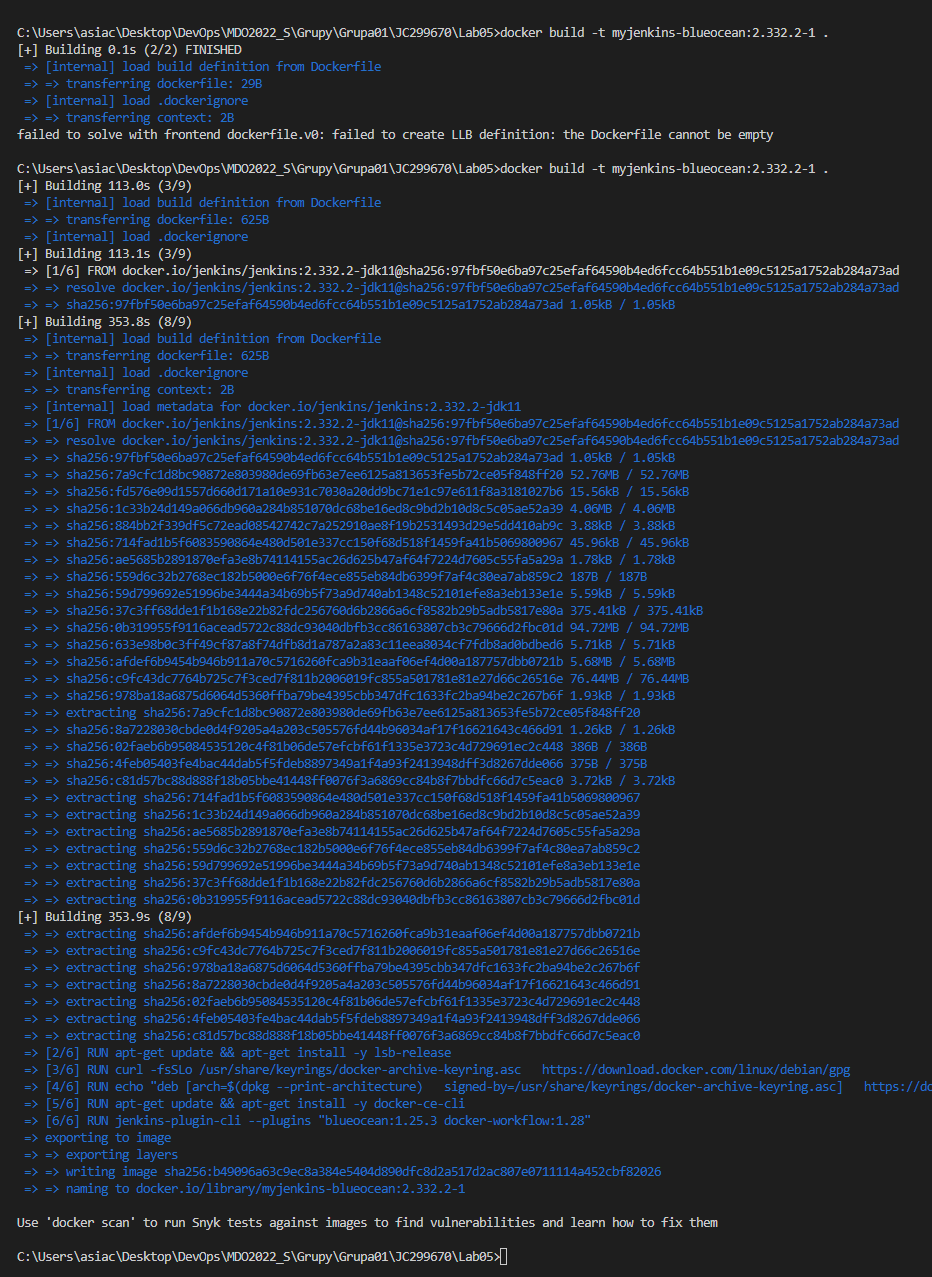 C:\Users\asiac\Desktop\DevOps\MDO2022_S\Grupy\Grupa01\JC299670\Lab05>docker build -t myjenkins-blueocean:2.332.2-1 .
[+] Building 0.1s (2/2) FINISHED
=> [internal] load build definition from Dockerfile
=> => transferring dockerfile: 29B
=> [internal] load .dockerignore
=> => transferring context: 2B
failed to solve with frontend dockerfile.v0: failed to create LLB definition: the Dockerfile cannot be empty
C:\Users\asiac\Desktop\DevOps\MDO2022_S\Grupy\Grupa01\JC299670\Lab05>docker build -t myjenkins-blueocean:2.332.2-1 .
[+] Building 113.0s (3/9)
=> [internal] load build definition from Dockerfile
=> => transferring dockerfile: 625B
=> [internal] load .dockerignore
[+] Building 113.1s (3/9)
=> [1/6] FROM docker.io/jenkins/jenkins:2.332.2-jdk11@sha256:97fbf50e6ba97c25efaf64590b4ed6fcc64b551b1e09c5125a1752ab284a73ad
=> => resolve docker.io/jenkins/jenkins:2.332.2-jdk11@sha256:97fbf50e6ba97c25efaf64590b4ed6fcc64b551b1e09c5125a1752ab284a73ad
=> => sha256:97fbf50e6ba97c25efaf64590b4ed6fcc64b551b1e09c5125a1752ab284a73ad 1.05kB / 1.05kB
[+] Building 353.8s (8/9)
=> [internal] load build definition from Dockerfile
=> => transferring dockerfile: 625B
=> [internal] load .dockerignore
=> => transferring context: 2B
=> [internal] load metadata for docker.io/jenkins/jenkins:2.332.2-jdk11
=> [1/6] FROM docker.io/jenkins/jenkins:2.332.2-jdk11@sha256:97fbf50e6ba97c25efaf64590b4ed6fcc64b551b1e09c5125a1752ab284a73ad
=> => resolve docker.io/jenkins/jenkins:2.332.2-jdk11@sha256:97fbf50e6ba97c25efaf64590b4ed6fcc64b551b1e09c5125a1752ab284a73ad
=> => sha256:97fbf50e6ba97c25efaf64590b4ed6fcc64b551b1e09c5125a1752ab284a73ad 1.05kB / 1.05kB
=> => sha256:7a9cfc1d8bc90872e803980de69fb63e7ee6125a813653fe5b72ce05f848ff20 52.76MB / 52.76MB
=> => sha256:fd576e09d1557d660d171a10e931c7030a20dd9bc71e1c97e611f8a3181027b6 15.56kB / 15.56kB
=> => sha256:1c33b24d149a066db960a284b851070dc68be16ed8c9bd2b10d8c5c05ae52a39 4.06MB / 4.06MB
=> => sha256:884bb2f339df5c72ead08542742c7a252910ae8f19b2531493d29e5dd410ab9c 3.88kB / 3.88kB
=> => sha256:714fad1b5f6083590864e480d501e337cc150f68d518f1459fa41b5069800967 45.96kB / 45.96kB
=> => sha256:ae5685b2891870efa3e8b74114155ac26d625b47af64f7224d7605c55fa5a29a 1.78kB / 1.78kB
=> => sha256:559d6c32b2768ec182b5000e6f76f4ece855eb84db6399f7af4c80ea7ab859c2 187B / 187B
=> => sha256:59d799692e51996be3444a34b69b5f73a9d740ab1348c52101efe8a3eb133e1e 5.59kB / 5.59kB
=> => sha256:37c3ff68dde1f1b168e22b82fdc256760d6b2866a6cf8582b29b5adb5817e80a 375.41kB / 375.41kB
=> => sha256:0b319955f9116acead5722c88dc93040dbfb3cc86163807cb3c79666d2fbc01d 94.72MB / 94.72MB
=> => sha256:633e98b0c3ff49cf87a8f74dfb8d1a787a2a83c11eea8034cf7fdb8ad0bdbed6 5.71kB / 5.71kB
=> => sha256:afdef6b9454b946b911a70c5716260fca9b31eaaf06ef4d00a187757dbb0721b 5.68MB / 5.68MB
=> => sha256:c9fc43dc7764b725c7f3ced7f811b2006019fc855a501781e81e27d66c26516e 76.44MB / 76.44MB
=> => sha256:978ba18a6875d6064d5360ffba79be4395cbb347dfc1633fc2ba94be2c267b6f 1.93kB / 1.93kB
=> => extracting sha256:7a9cfc1d8bc90872e803980de69fb63e7ee6125a813653fe5b72ce05f848ff20
=> => sha256:8a7228030cbde0d4f9205a4a203c505576fd44b96034af17f16621643c466d91 1.26kB / 1.26kB
=> => sha256:02faeb6b95084535120c4f81b06de57efcbf61f1335e3723c4d729691ec2c448 386B / 386B
=> => sha256:4feb05403fe4bac44dab5f5fdeb8897349a1f4a93f2413948dff3d8267dde066 375B / 375B
=> => sha256:c81d57bc88d888f18b05bbe41448ff0076f3a6869cc84b8f7bbdfc66d7c5eac0 3.72kB / 3.72kB
=> => extracting sha256:714fad1b5f6083590864e480d501e337cc150f68d518f1459fa41b5069800967
=> => extracting sha256:1c33b24d149a066db960a284b851070dc68be16ed8c9bd2b10d8c5c05ae52a39
=> => extracting sha256:ae5685b2891870efa3e8b74114155ac26d625b47af64f7224d7605c55fa5a29a
=> => extracting sha256:559d6c32b2768ec182b5000e6f76f4ece855eb84db6399f7af4c80ea7ab859c2
=> => extracting sha256:59d799692e51996be3444a34b69b5f73a9d740ab1348c52101efe8a3eb133e1e
=> => extracting sha256:37c3ff68dde1f1b168e22b82fdc256760d6b2866a6cf8582b29b5adb5817e80a
=> => extracting sha256:0b319955f9116acead5722c88dc93040dbfb3cc86163807cb3c79666d2fbc01d
[+] Building 353.9s (8/9)
=> => extracting sha256:afdef6b9454b946b911a70c5716260fca9b31eaaf06ef4d00a187757dbb0721b
=> => extracting sha256:c9fc43dc7764b725c7f3ced7f811b2006019fc855a501781e81e27d66c26516e
=> => extracting sha256:978ba18a6875d6064d5360ffba79be4395cbb347dfc1633fc2ba94be2c267b6f
=> => extracting sha256:8a7228030cbde0d4f9205a4a203c505576fd44b96034af17f16621643c466d91
=> => extracting sha256:02faeb6b95084535120c4f81b06de57efcbf61f1335e3723c4d729691ec2c448
=> => extracting sha256:4feb05403fe4bac44dab5f5fdeb8897349a1f4a93f2413948dff3d8267dde066
=> => extracting sha256:c81d57bc88d888f18b05bbe41448ff0076f3a6869cc84b8f7bbdfc66d7c5eac0
=> [2/6] RUN apt-get update && apt-get install -y lsb-release
=> [3/6] RUN curl -fsSLo /usr/share/keyrings/docker-archive-keyring.asc   https://download.docker.com/linux/debian/gpg
=> [4/6] RUN echo "deb [arch=$(dpkg --print-architecture)   signed-by=/usr/share/keyrings/docker-archive-keyring.asc]   https://do
=> [5/6] RUN apt-get update && apt-get install -y docker-ce-cli
=> [6/6] RUN jenkins-plugin-cli --plugins "blueocean:1.25.3 docker-workflow:1.28"
=> exporting to image
=> => exporting layers
=> => writing image sha256:b49096a63c9ec8a384e5404d890dfc8d2a517d2ac807e0711114a452cbf82026
=> => naming to docker.io/library/myjenkins-blueocean:2.332.2-1
Use 'docker scan' to run Snyk tests against images to find vulnerabilities and learn how to fix them
C:\Users\asiac\Desktop\DevOps\MDO2022_S\Grupy\Grupa01\JC299670\Lab05>